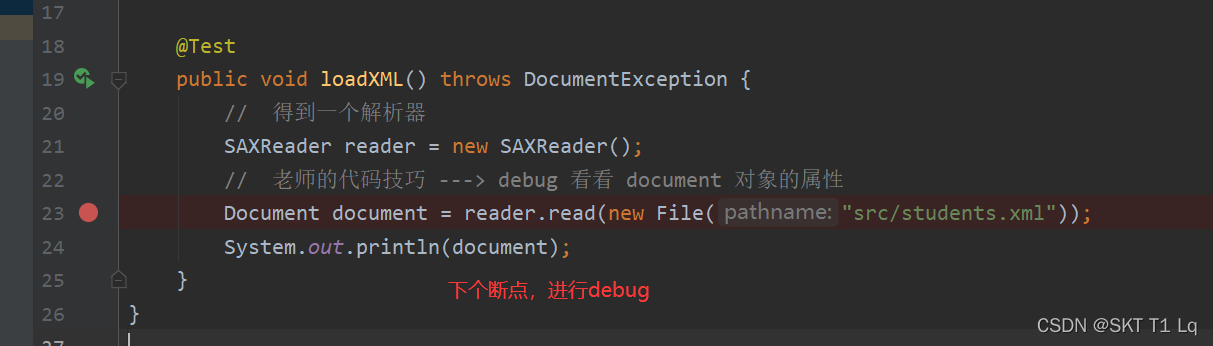 17
18 @Test
19 public void loadXML() throws DocumentException {
20 // 得到一个解析器
21 SAXReader reader = new SAXReader();
22 // 老师的代码技巧 ---> debug 看看 document 对象的属性
23 Document document = reader.read(new File( pathname: "src/students.xml"));
24 System.out.println(document);
25 }
下个断点，进行debug
26 }
CSDN @SKT T1 Lq
27